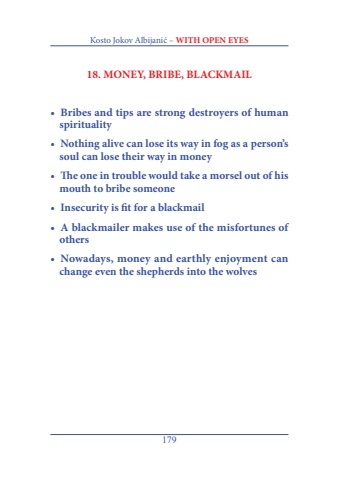 Kosto Jokov Albijanić – WITH OPEN EYES
18. MONEY, BRIBE, BLACKMAIL
• Bribes and tips are strong destroyers of human
spirituality
• Nothing alive can lose its way in fog as a person's
soul can lose their way in money
• The one in trouble would take a morsel out of his
mouth to bribe someone
• Insecurity is fit for a blackmail
• A blackmailer makes use of the misfortunes of
others
• Nowadays, money and earthly enjoyment can
change even the shepherds into the wolves
179